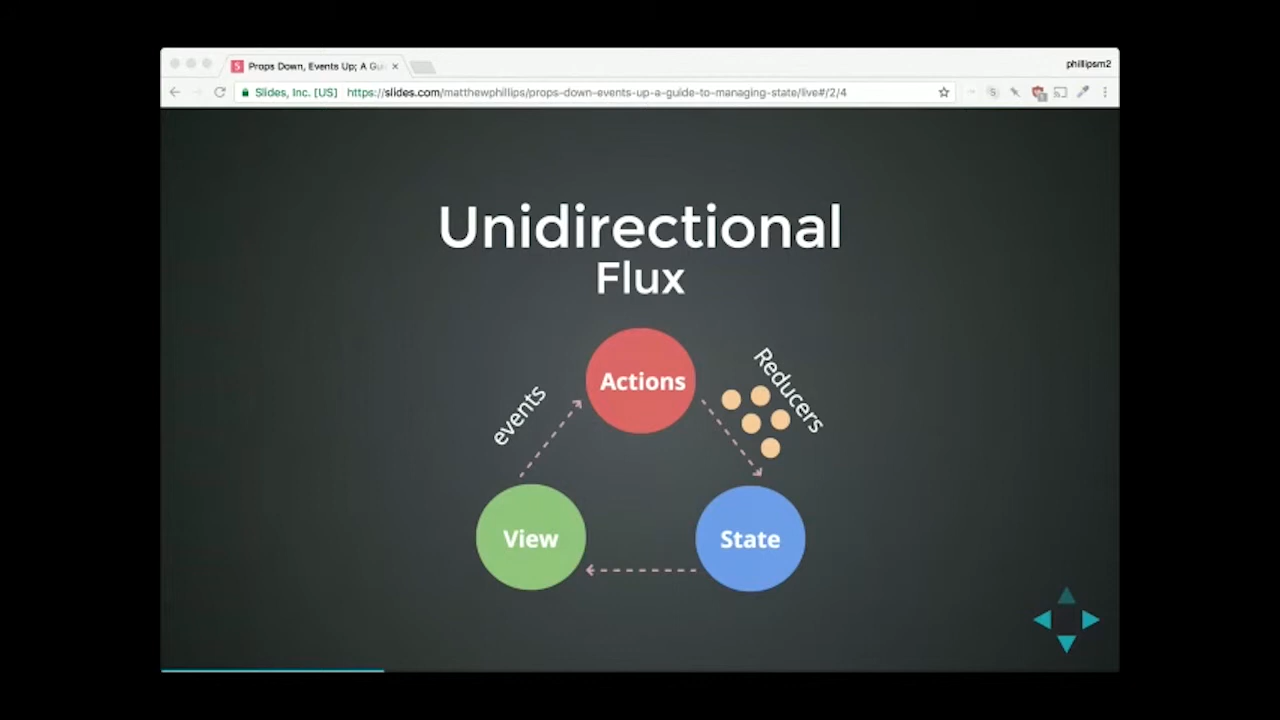 Props Down, Events Up; A Gui
phillipsm2
Slides, Inc. [US] https://slides.com/matthewphillips/props-down-events-up-a-guide-to-managing-state/live#/2/4
Unidirectional
Flux
Actions
Reducers
events
View
State